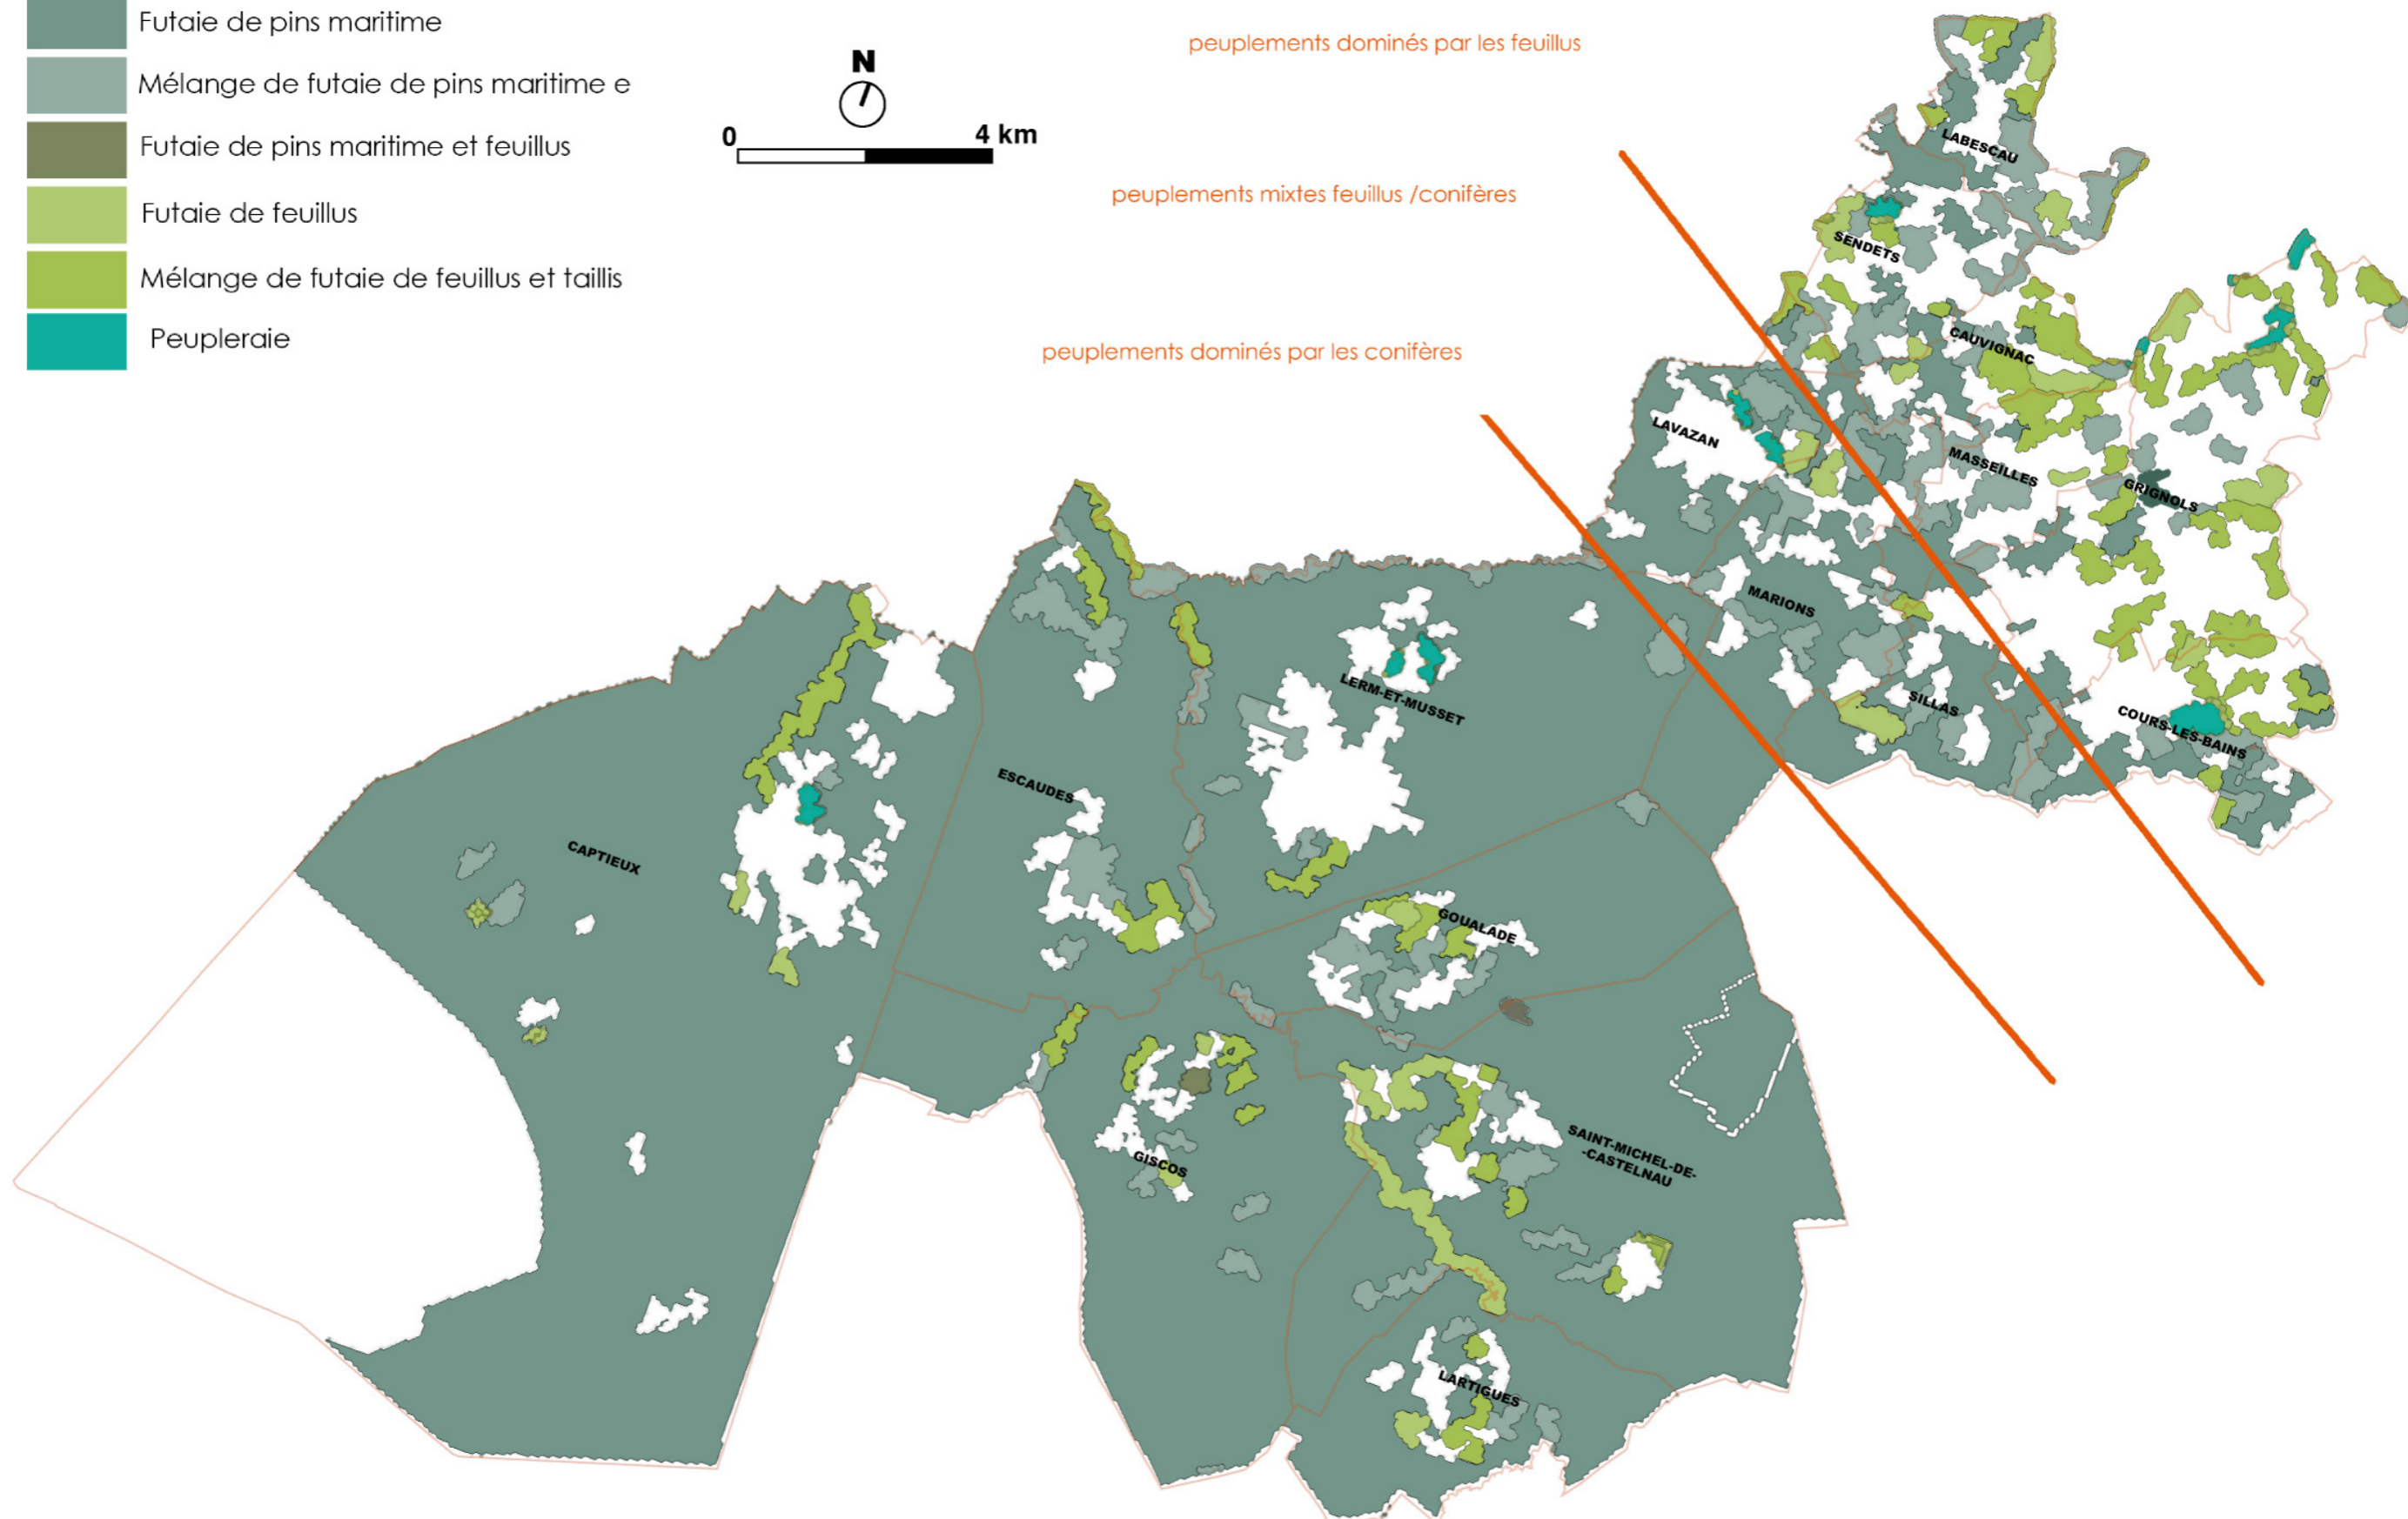 Futaie de pins maritime
Mélange de futaie de pins maritime e
Futaie de pins maritime et feuillus
Futaie de feuillus
Mélange de futaie de feuillus et taillis
Peupleraie
N
0 4 km
peuplements dominés par les feuillus
peuplements mixtes feuillus /conifères
peuplements dominés par les conifères
LABESCAU
SENDETS
CAUVIGNAC
LAVAZAN
MASSEILLES
GRIGNOLS
MARIONS
SILLAS
COURS-LES-BAINS
LERM-ET-MUSSET
ESCAUDES
CAPTIEUX
GOUALADE
SAINT-MICHEL-DE-
-CASTELNAU
GISCOS
LARTIGUES